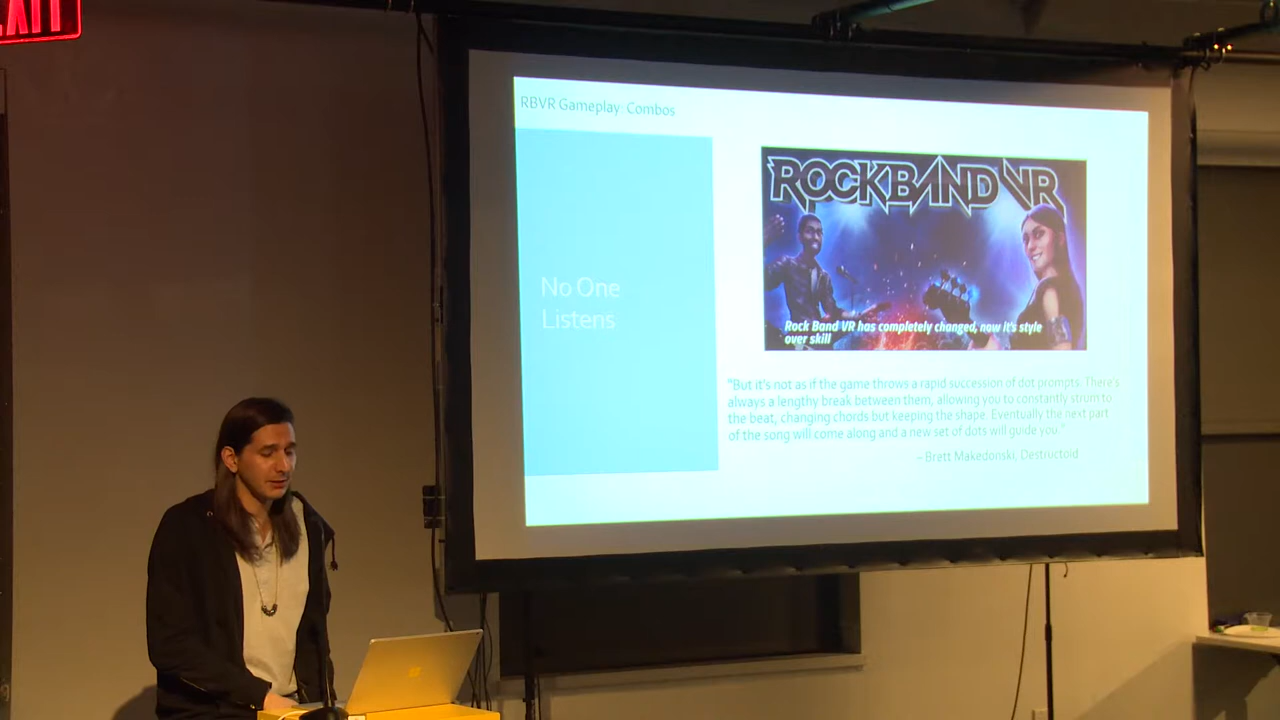 EXIT
RBVR Gameplay: Combos
No One
Listens
ROCK BAND VR
Rock Band VR has completely changed, now it's style
over skill
"But it's not as if the game throws a rapid succession of dot prompts. There's
always a lengthy break between them, allowing you to constantly strum to
the beat, changing chords but keeping the shape. Eventually the next part
of the song will come along and a new set of dots will guide you."
– Brett Makedonski, Destructoid